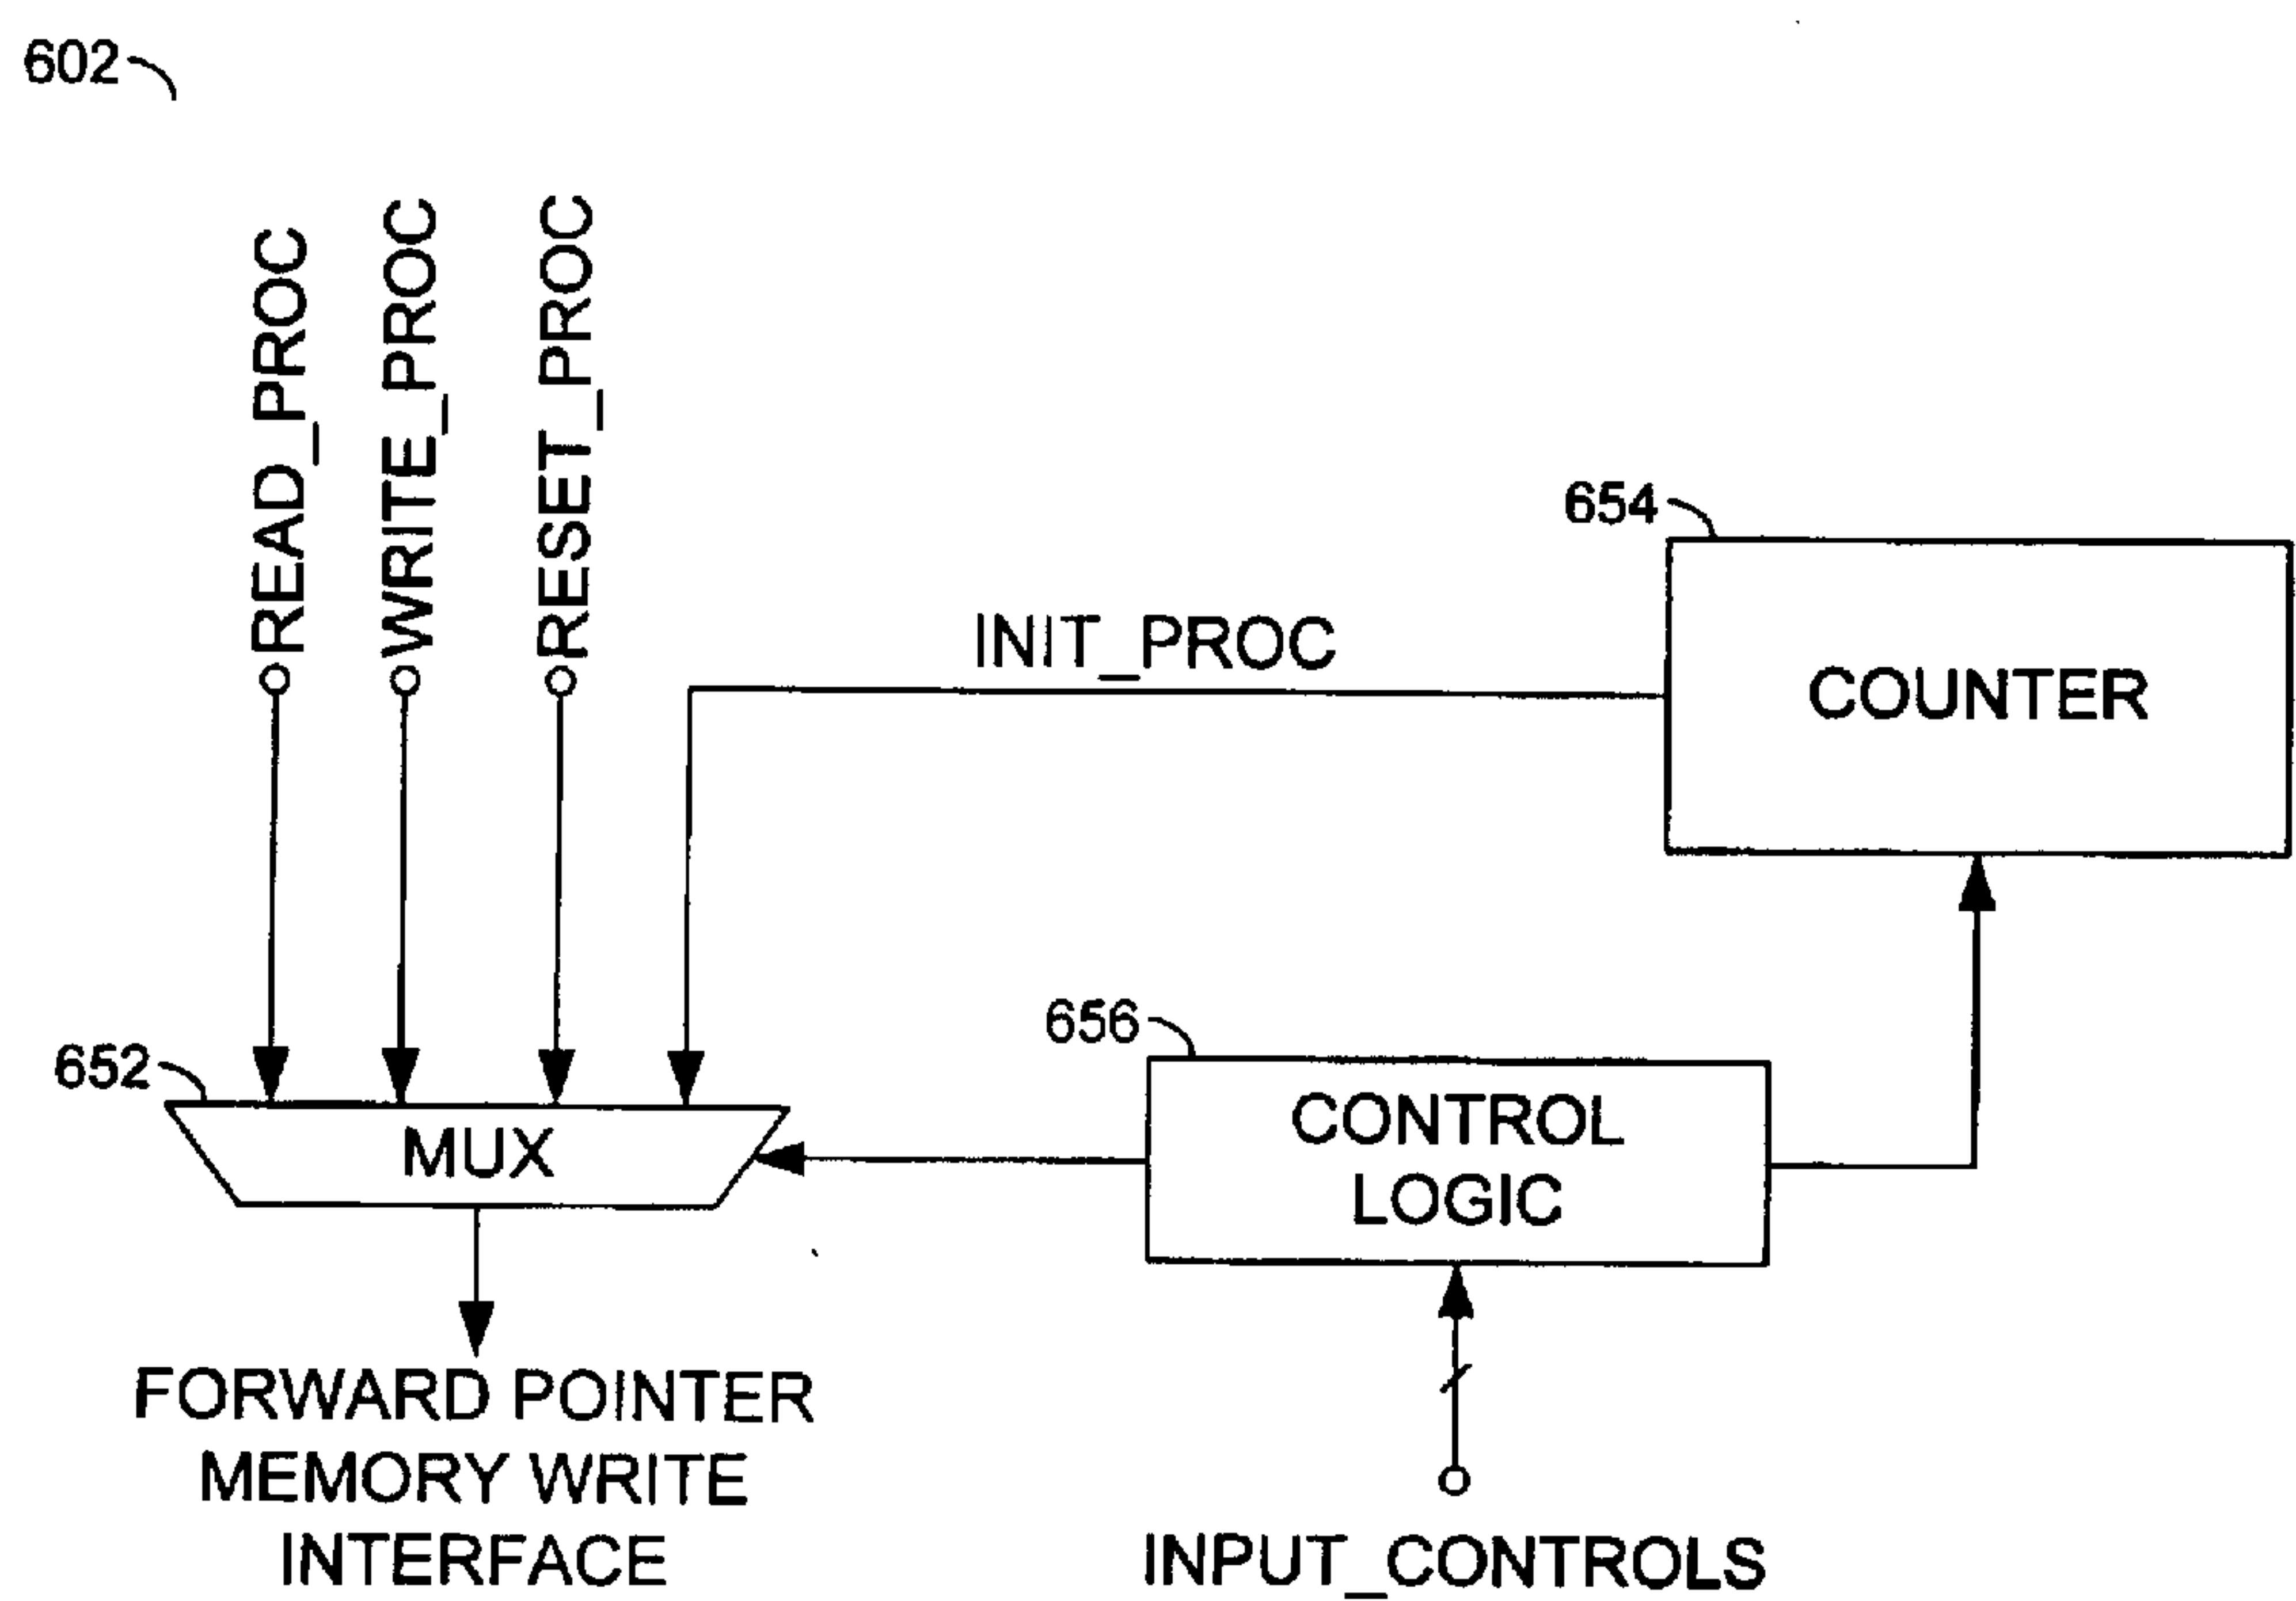 602
READ_PROC
WRITE_PROC
RESET_PROC
654
INIT_PROC
COUNTER
656
652
CONTROL
LOGIC
MUX
FORWARD POINTER
MEMORY WRITE
INTERFACE
INPUT_CONTROLS